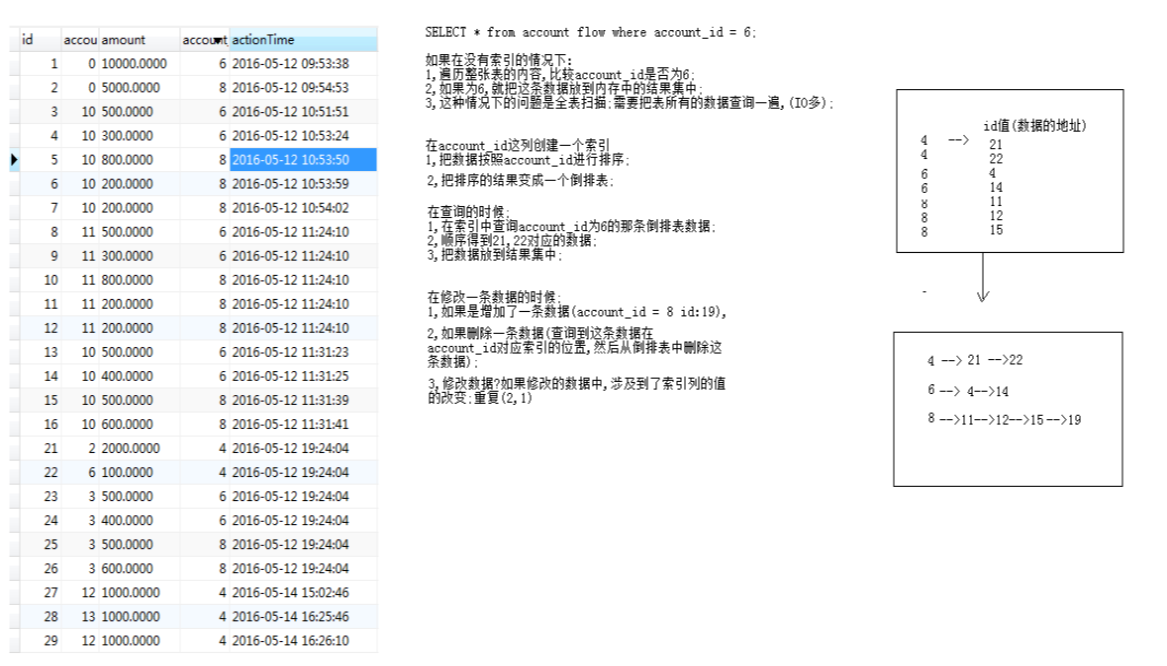 id accou amount account_ actionTime
1 0 10000.0000 6 2016-05-12 09:53:38
2 0 5000.0000 8 2016-05-12 09:54:53
3 10 500.0000 6 2016-05-12 10:51:51
4 10 300.0000 6 2016-05-12 10:53:24
5 10 800.0000 8 2016-05-12 10:53:50
6 10 200.0000 8 2016-05-12 10:53:59
7 10 200.0000 8 2016-05-12 10:54:02
8 11 500.0000 6 2016-05-12 11:24:10
9 11 300.0000 6 2016-05-12 11:24:10
10 11 800.0000 8 2016-05-12 11:24:10
11 11 200.0000 8 2016-05-12 11:24:10
12 11 200.0000 8 2016-05-12 11:24:10
13 10 500.0000 6 2016-05-12 11:31:23
14 10 400.0000 6 2016-05-12 11:31:25
15 10 500.0000 8 2016-05-12 11:31:39
16 10 600.0000 8 2016-05-12 11:31:41
21 2 2000.0000 4 2016-05-12 19:24:04
22 6 100.0000 4 2016-05-12 19:24:04
23 3 500.0000 6 2016-05-12 19:24:04
24 3 400.0000 6 2016-05-12 19:24:04
25 3 500.0000 8 2016-05-12 19:24:04
26 3 600.0000 8 2016-05-12 19:24:04
27 12 1000.0000 4 2016-05-14 15:02:46
28 13 1000.0000 4 2016-05-14 16:25:46
29 12 1000.0000 4 2016-05-14 16:26:10
SELECT * from account flow where account_id = 6;
如果在没有索引的情况下:
1,遍历整张表的内容,比较account_id是否为6;
2,如果为6,就把这条数据放到内存中的结果集中;
3,这种情况下的问题是全表扫描;需要把表所有的数据查询一遍,(IO多);
在account_id这列创建一个索引
1,把数据按照account_id进行排序;
2,把排序的结果变成一个倒排表;
在查询的时候;
1,在索引中查询account_id为6的那条倒排表数据;
2,顺序得到21,22对应的数据;
3,把数据放到结果集中;
在修改一条数据的时候;
1,如果是增加了一条数据(account_id = 8 id:19),
2,如果删除一条数据(查询到这条数据在
account_id对应索引的位置,然后从倒排表中删除这
条数据);
3,修改数据?如果修改的数据中,涉及到了索引列的值
的改变;重复(2,1)
id值(数据的地址)
4 --> 21
4 22
6 4
6 14
8 11
8 12
8 15
-
4 --> 21 -->22
6 --> 4-->14
8 -->11-->12-->15-->19